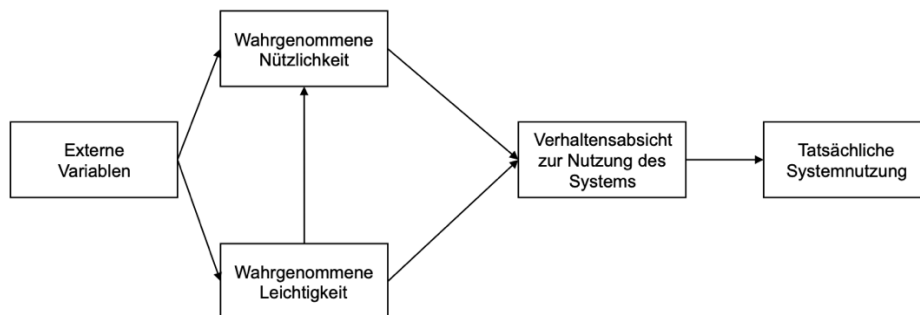 Wahrgenommene
Nützlichkeit
Externe
Variablen
Verhaltensabsicht
zur Nutzung des
Systems
Tatsächliche
Systemnutzung
Wahrgenommene
Leichtigkeit